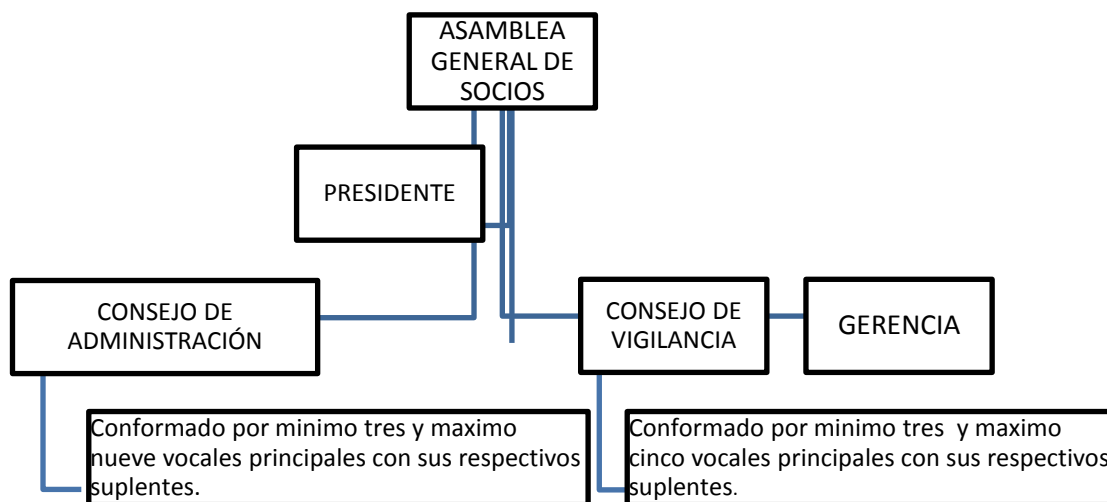 ASAMBLEA
GENERAL DE
SOCIOS
PRESIDENTE
CONSEJO DE
ADMINISTRACIÓN
CONSEJO DE
VIGILANCIA
GERENCIA
Conformado por minimo tres y maximo
nueve vocales principales con sus respectivos
suplentes.
Conformado por minimo tres y maximo
cinco vocales principales con sus respectivos
suplentes.